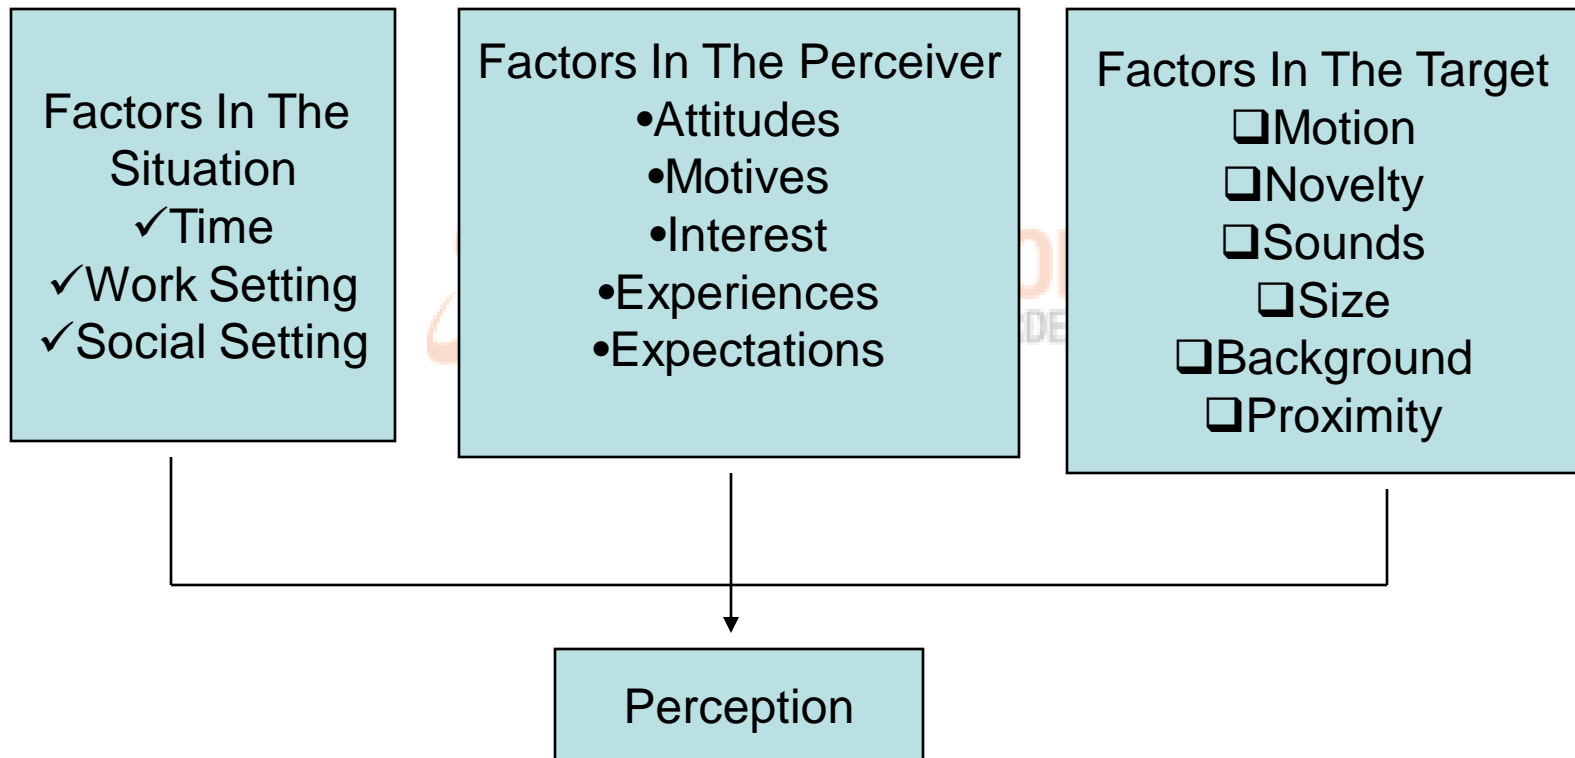 Factors In The
Situation
✓Time
✓Work Setting
✓Social Setting
Factors In The Perceiver
•Attitudes
•Motives
•Interest
•Experiences
•Expectations
Factors In The Target
❑Motion
❑Novelty
❑Sounds
❑Size
❑Background
❑Proximity
Perception